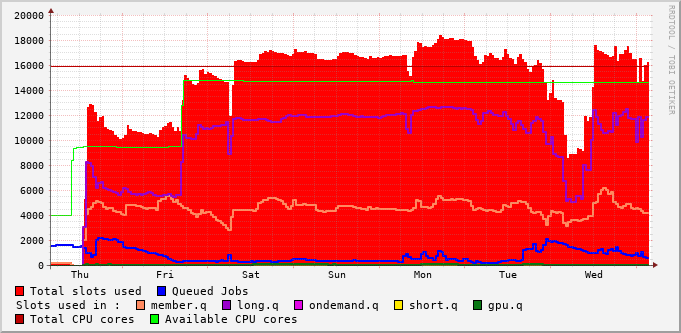 RRDTOOL / TOBI OETIKER
20000
18000
16000
14000
12000
10000
8000
6000
4000
2000
0
Thu Fri Sat Sun Mon Tue Wed
Total slots used Queued Jobs
Slots used in : member.q long.q ondemand.q short.q gpu.q
Total CPU cores Available CPU cores